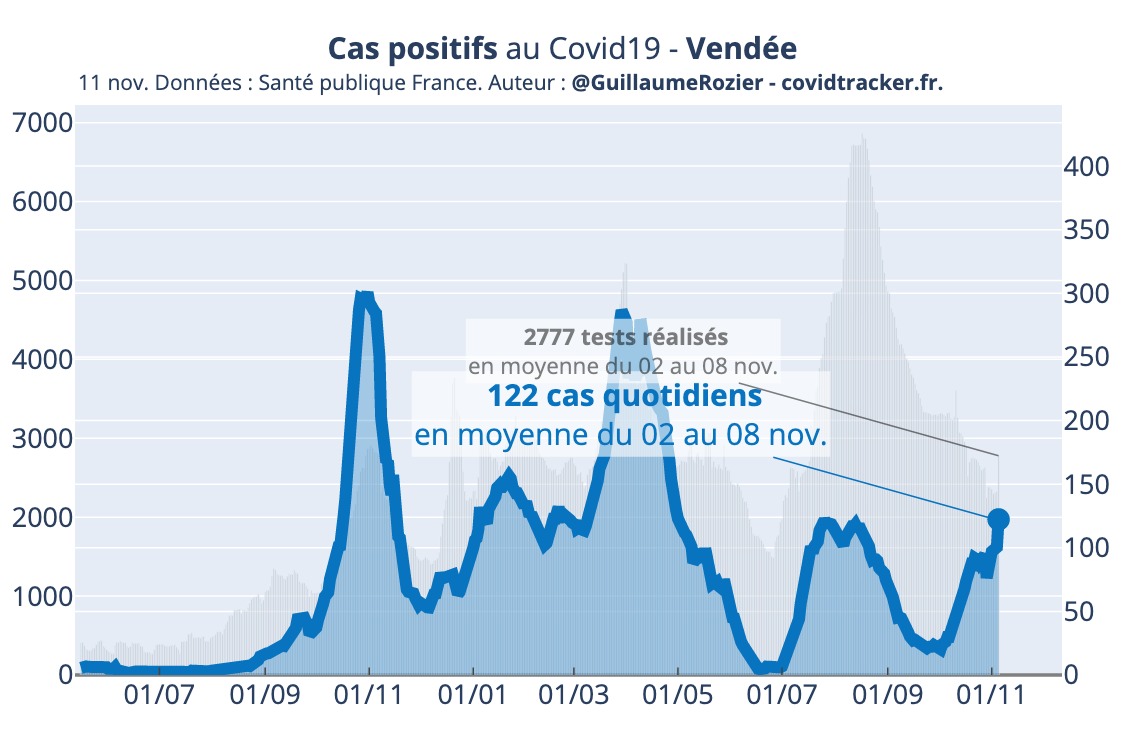 Cas positifs au Covid19 - Vendée
11 nov. Données : Santé publique France. Auteur : @GuillaumeRozier - covidtracker.fr.
7000
6000
5000
4000
3000
2000
1000
0
400
350
300
250
200
150
100
50
0
2777 tests réalisés
en moyenne du 02 au 08 nov.
122 cas quotidiens
en moyenne du 02 au 08 nov.
01/07 01/09 01/11 01/01 01/03 01/05 01/07 01/09 01/11